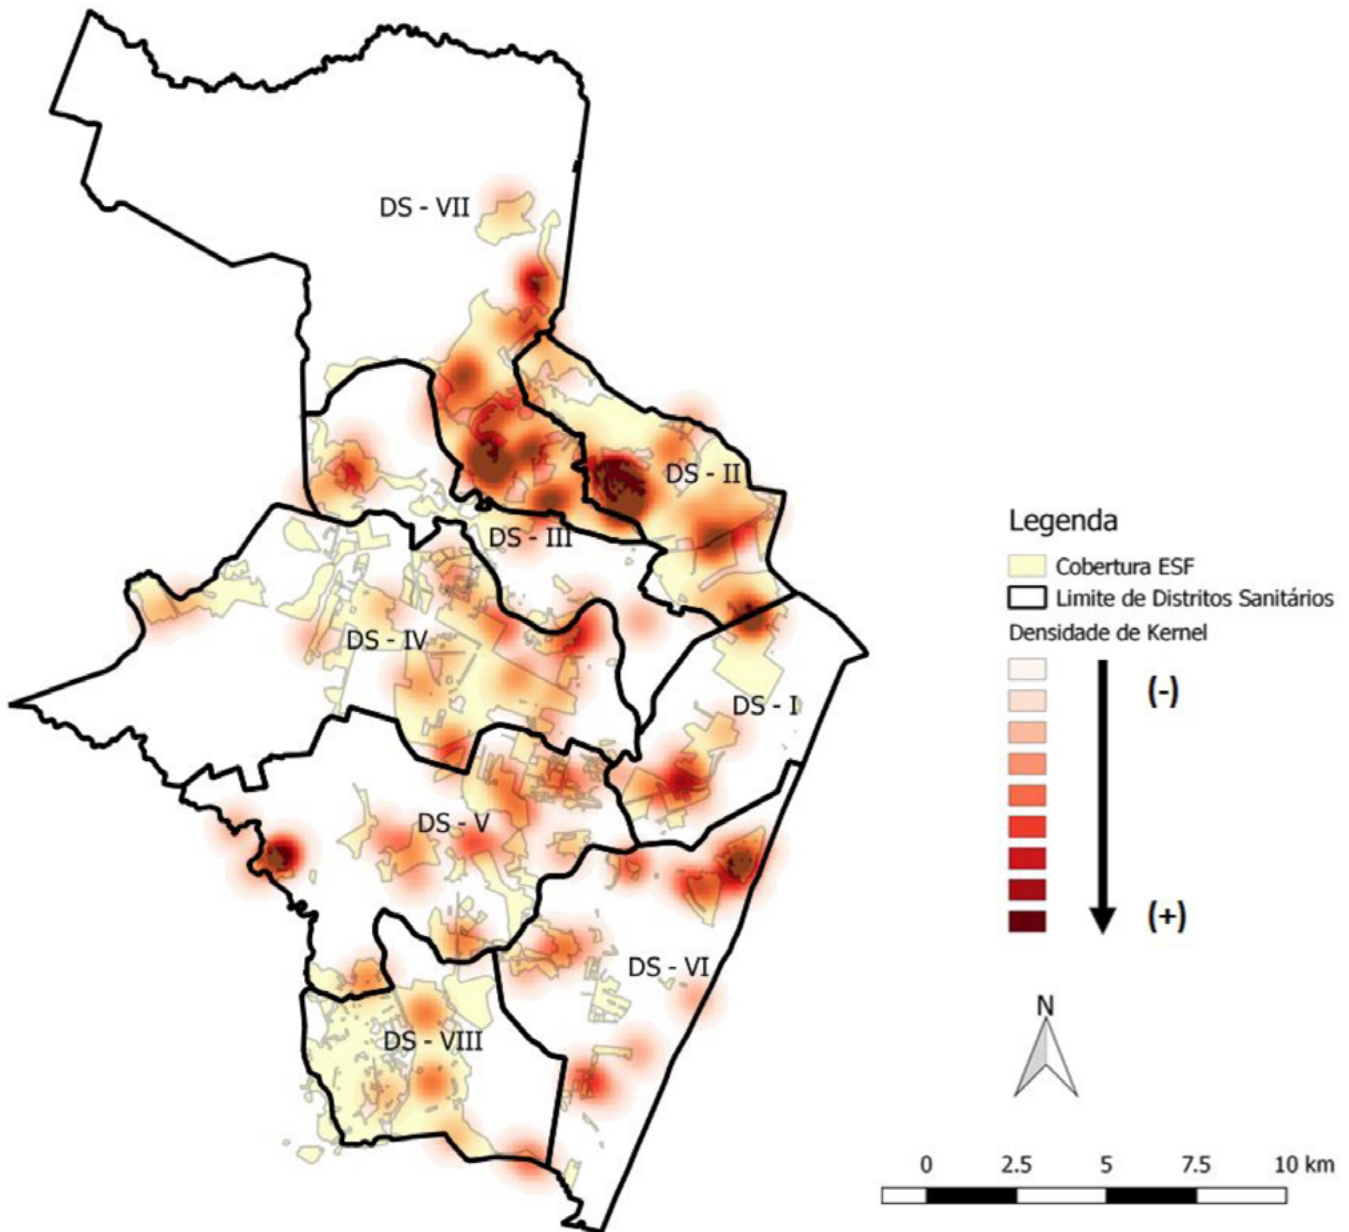 DS - VII
DS - II
DS - III
DS - IV
DS - I
DS - V
DS - VI
DS - VIII
Legenda
Cobertura ESF
Limite de Distritos Sanitários
Densidade de Kernel
(-)
(+)
N
0 2.5 5 7.5 10 km